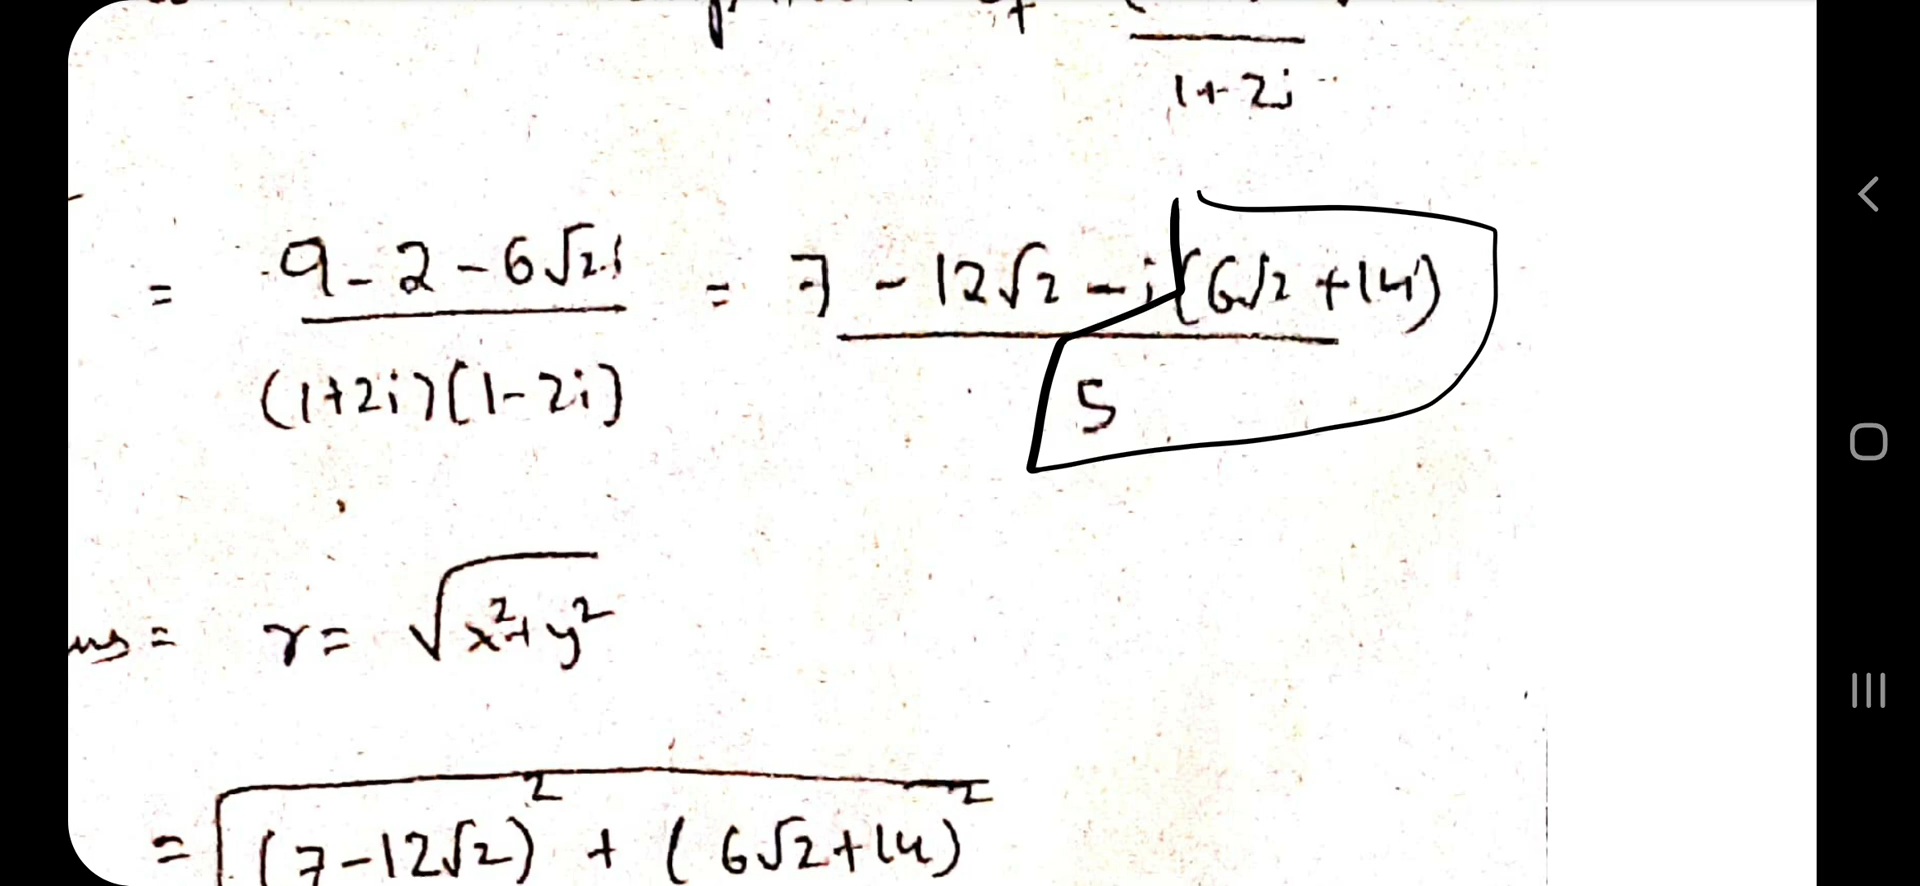 1+2i
= 9-2-6√2i / (1+2i)(1-2i) = 7-12√2-i(6√2+14) / 5
r= √x²+y²
= √(7-12√2)² + (6√2+14)²